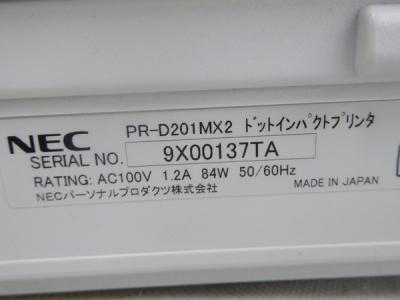 NEC PR-D201MX2 ドットインパクトプリンタ
SERIAL NO. 9X00137TA
RATING: AC100V 1.2A 84W 50/60Hz
NECパーソナルプロダクツ株式会社 MADE IN JAPAN